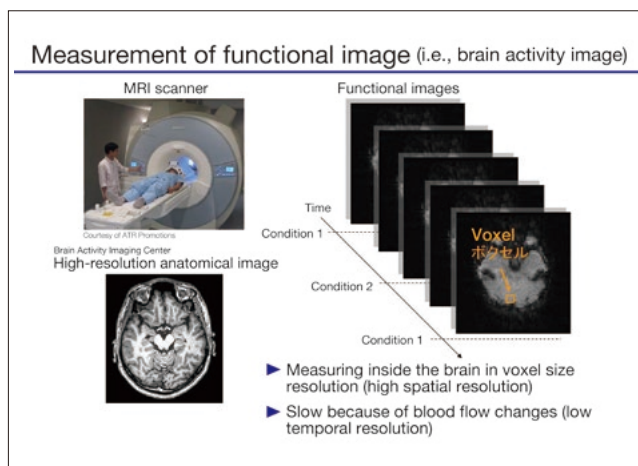 Measurement of functional image (i.e., brain activity image)
MRI scanner
Courtesy of ATR Promotions
Brain Activity Imaging Center
High-resolution anatomical image
Functional images
Time
Condition 1
Condition 2
Condition 1
Voxel
ボクセル
Measuring inside the brain in voxel size
resolution (high spatial resolution)
Slow because of blood flow changes (low
temporal resolution)